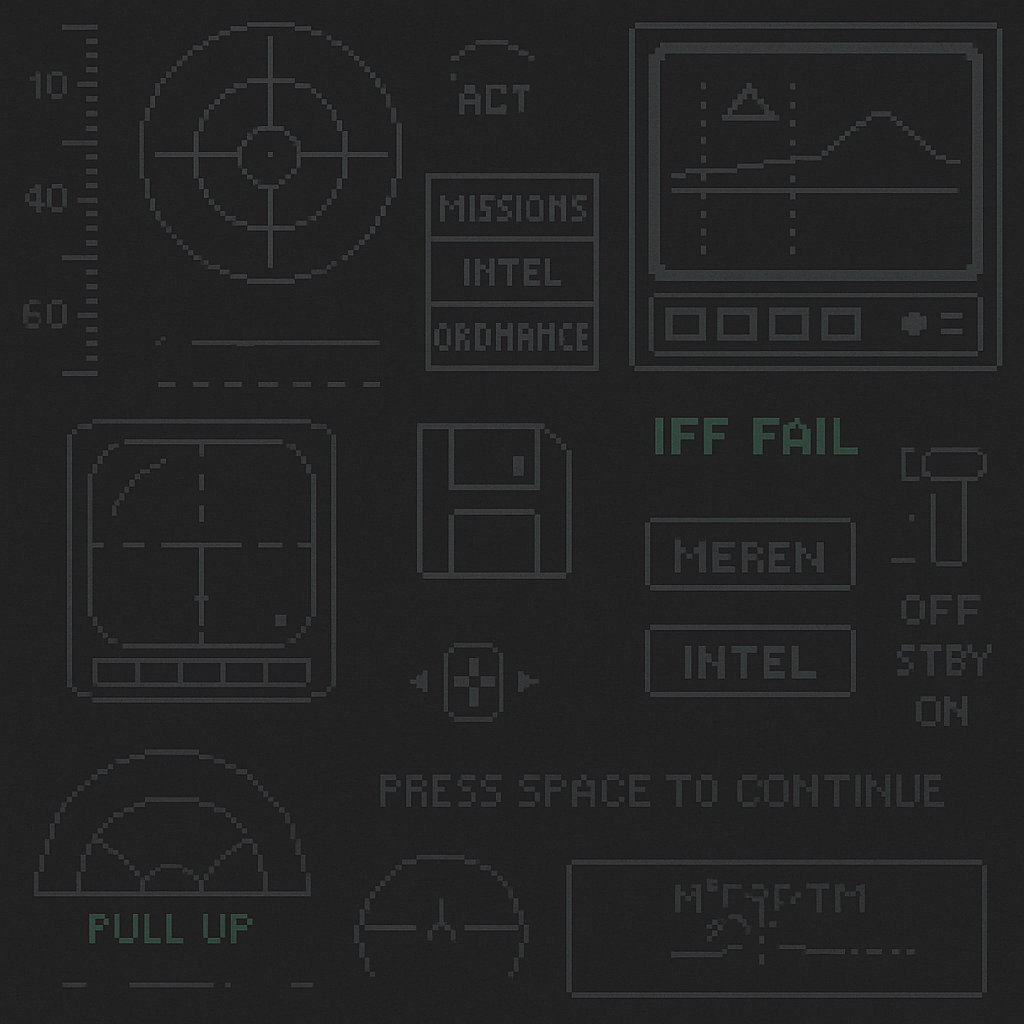 10
40
60
ACT
MISSIONS
INTEL
ORDMANCE
IFF FAIL
MEREN
INTEL
OFF
STBY
ON
PRESS SPACE TO CONTINUE
PULL UP